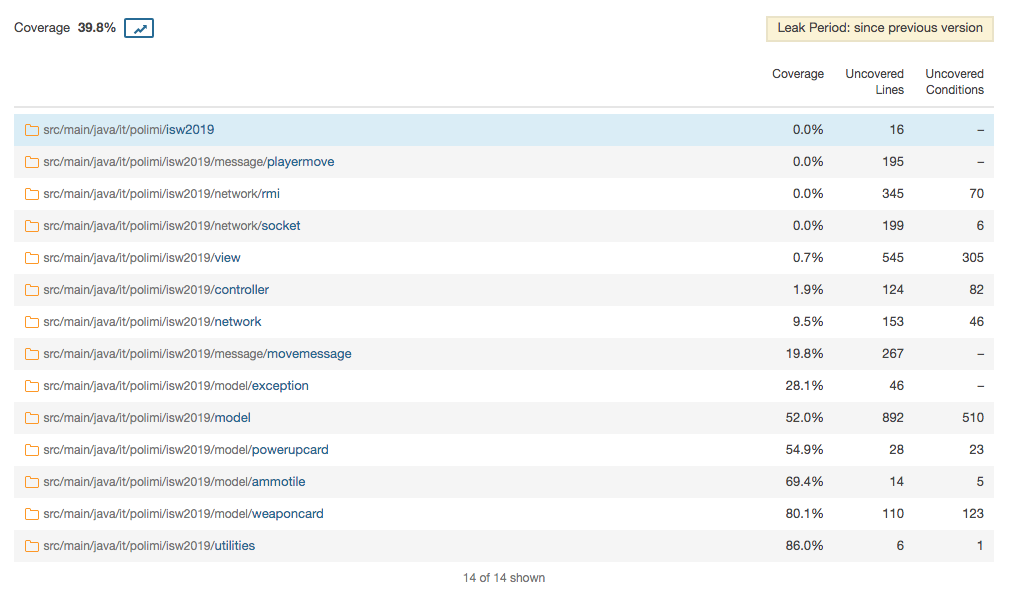 Coverage 39.8%
Leak Period: since previous version
Coverage Uncovered Lines Uncovered Conditions
src/main/java/it/polimi/isw2019 0.0% 16 –
src/main/java/it/polimi/isw2019/message/playermove 0.0% 195 –
src/main/java/it/polimi/isw2019/network/rmi 0.0% 345 70
src/main/java/it/polimi/isw2019/network/socket 0.0% 199 6
src/main/java/it/polimi/isw2019/view 0.7% 545 305
src/main/java/it/polimi/isw2019/controller 1.9% 124 82
src/main/java/it/polimi/isw2019/network 9.5% 153 46
src/main/java/it/polimi/isw2019/message/movemessage 19.8% 267 –
src/main/java/it/polimi/isw2019/model/exception 28.1% 46 –
src/main/java/it/polimi/isw2019/model 52.0% 892 510
src/main/java/it/polimi/isw2019/model/powerupcard 54.9% 28 23
src/main/java/it/polimi/isw2019/model/ammotile 69.4% 14 5
src/main/java/it/polimi/isw2019/model/weaponcard 80.1% 110 123
src/main/java/it/polimi/isw2019/utilities 86.0% 6 1
14 of 14 shown